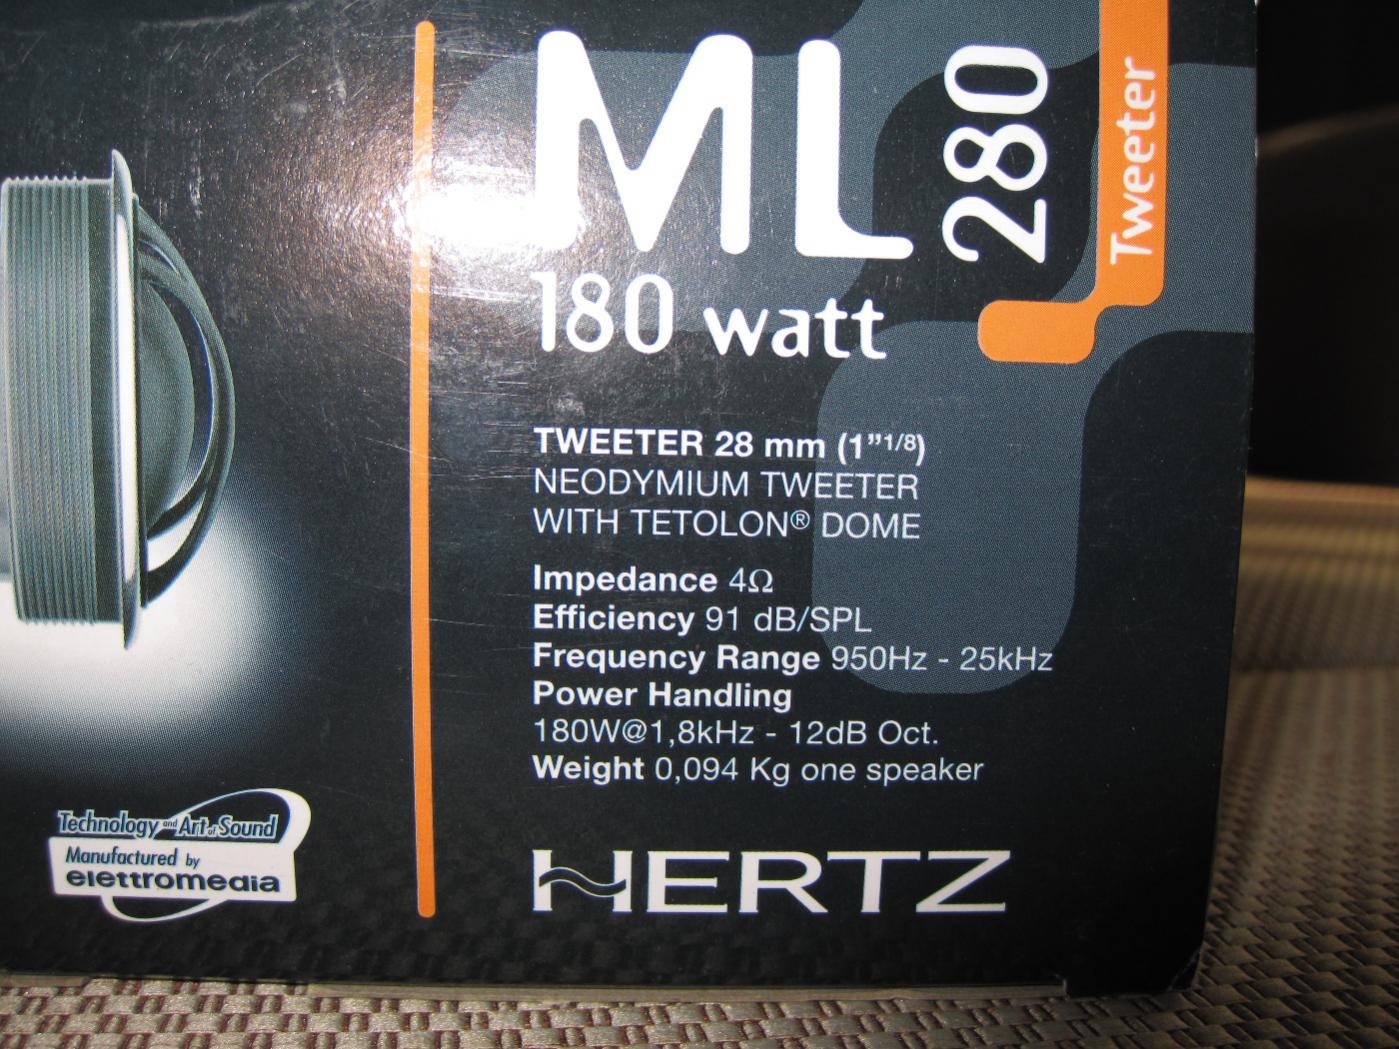 ML 280
Tweeter
180 watt
TWEETER 28 mm (1”1/8)
NEODYMIUM TWEETER
WITH TETOLON® DOME
Impedance 4Ω
Efficiency 91 dB/SPL
Frequency Range 950Hz - 25kHz
Power Handling
180W@1,8kHz - 12dB Oct.
Weight 0,094 Kg one speaker
HERTZ
Technology and Art of Sound
Manufactured by
elettromedia